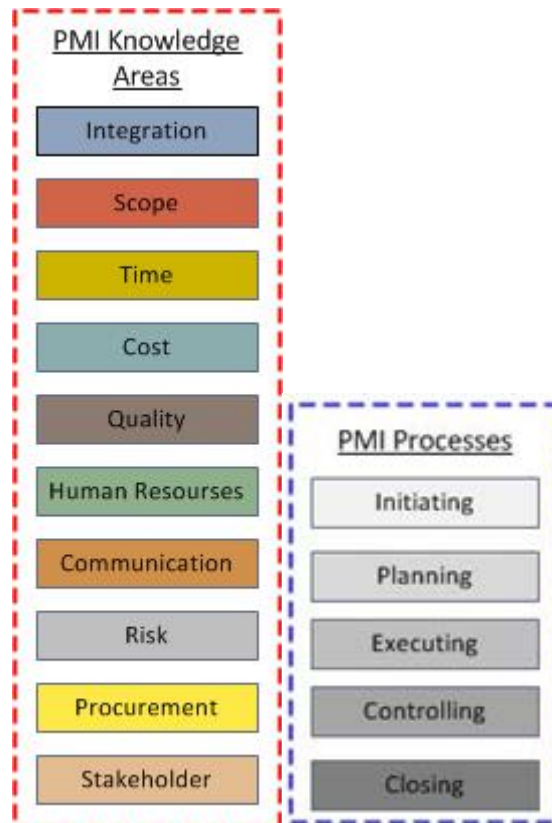 PMI Knowledge
Areas
Integration
Scope
Time
Cost
Quality
Human Resourses
Communication
Risk
Procurement
Stakeholder
PMI Processes
Initiating
Planning
Executing
Controlling
Closing